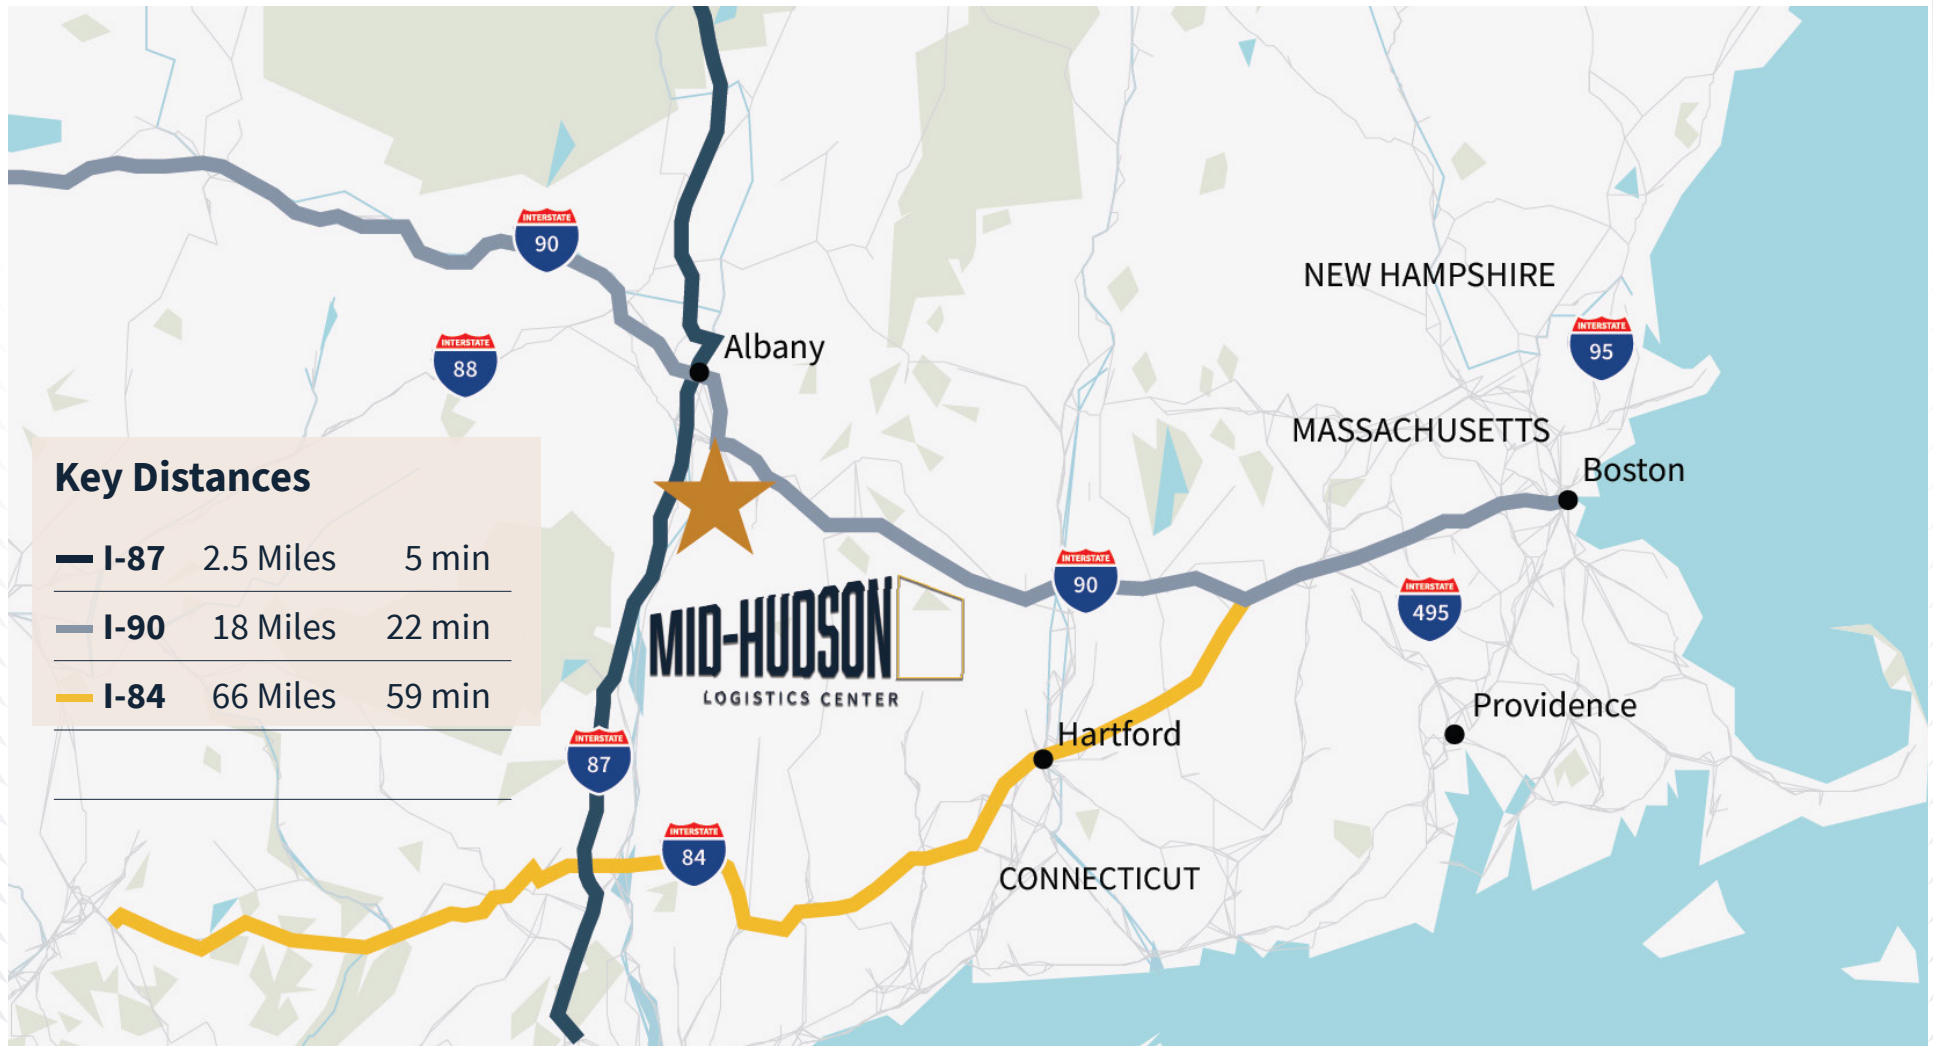 INTERSTATE
90
NEW HAMPSHIRE
INTERSTATE
95
Albany
INTERSTATE
88
MASSACHUSETTS
Boston
Key Distances
I-87 2.5 Miles 5 min
I-90 18 Miles 22 min
I-84 66 Miles 59 min
INTERSTATE
90
INTERSTATE
495
MID-HUDSON
LOGISTICS CENTER
Providence
Hartford
INTERSTATE
87
INTERSTATE
84
CONNECTICUT